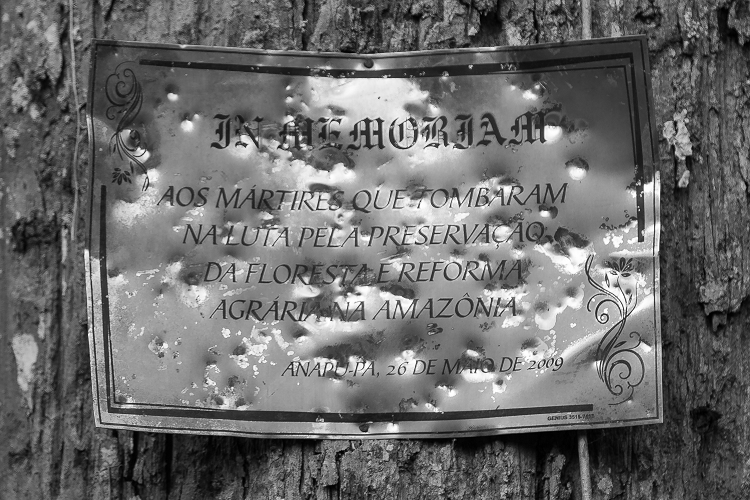 IN MEMORIAM
AOS MÁRTIRES QUE TOMBARAM
NA LUTA PELA PRESERVAÇÃO
DA FLORESTA E REFORMA
AGRÁRIA NA AMAZÔNIA
ANAPU-PA, 26 DE MAIO DE 2009
GENIUS